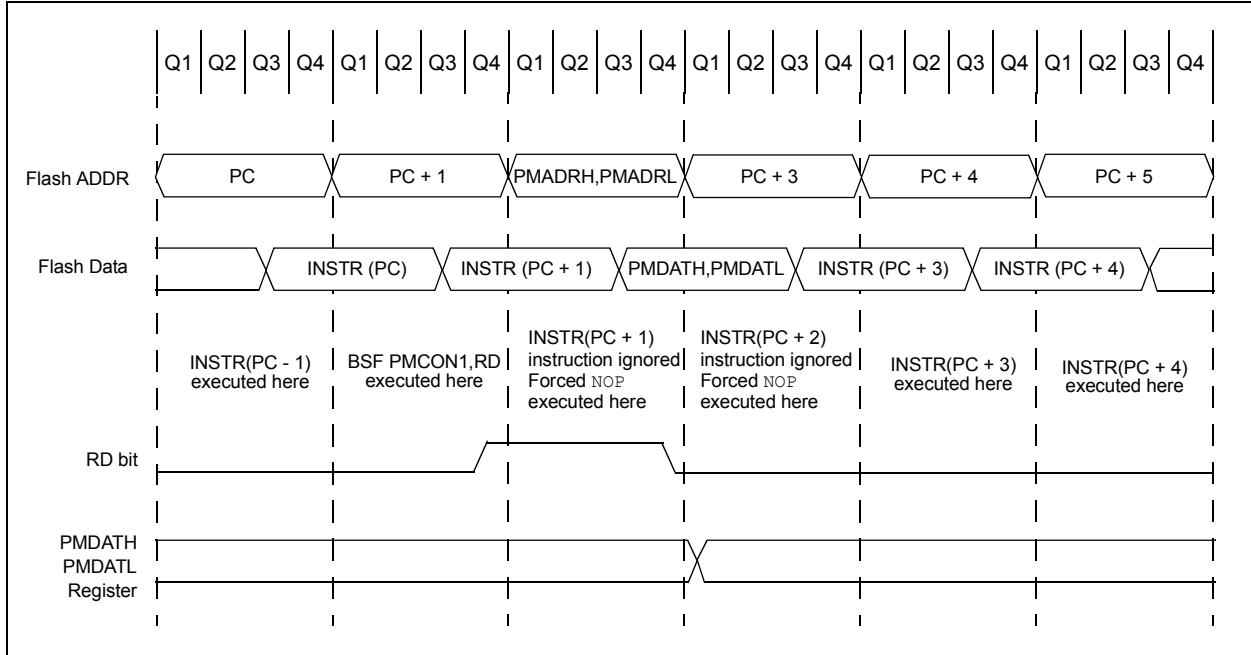 Q1 Q2 Q3 Q4 Q1 Q2 Q3 Q4 Q1 Q2 Q3 Q4 Q1 Q2 Q3 Q4 Q1 Q2 Q3 Q4 Q1 Q2 Q3 Q4
Flash ADDR PC PC + 1 PMADRH,PMADRL PC + 3 PC + 4 PC + 5
Flash Data INSTR (PC) INSTR (PC + 1) PMDATH,PMDATL INSTR (PC + 3) INSTR (PC + 4)
INSTR(PC - 1)
executed here
BSF PMCON1,RD
executed here
INSTR(PC + 1)
instruction ignored
Forced NOP
executed here
INSTR(PC + 2)
instruction ignored
Forced NOP
executed here
INSTR(PC + 3)
executed here
INSTR(PC + 4)
executed here
RD bit
PMDATH
PMDATL
Register